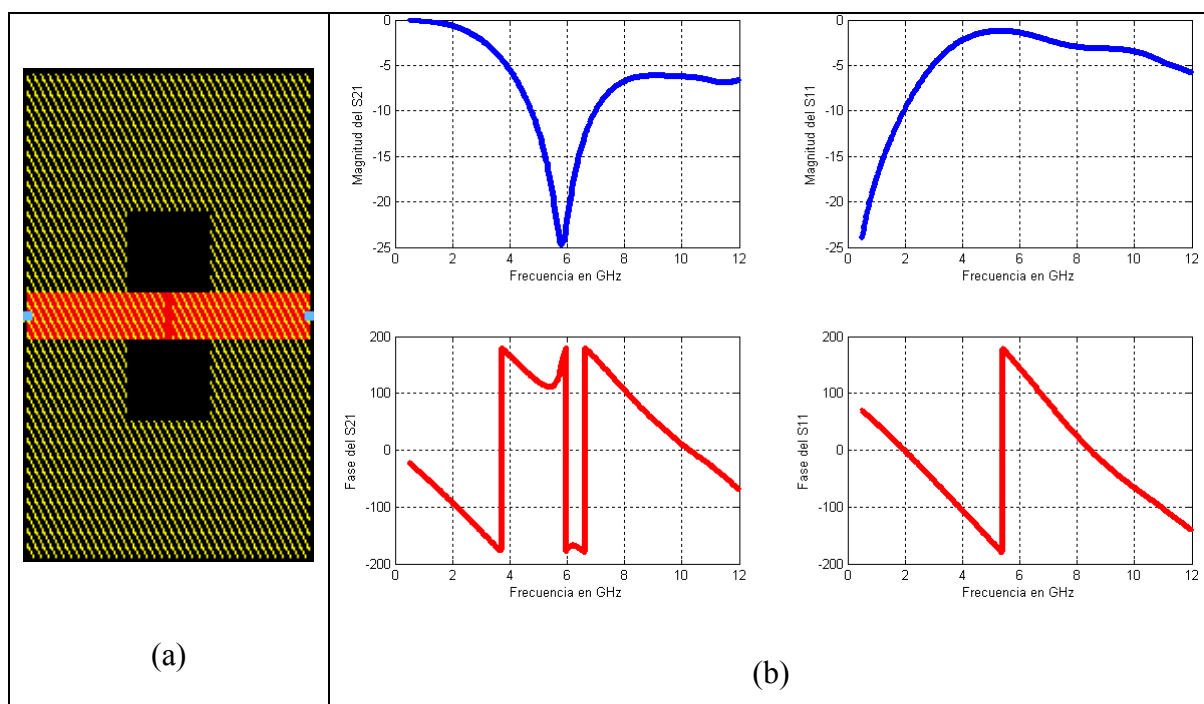 0
-5
-10
-15
-20
-25
0 2 4 6 8 10 12
Magnitud del S21
Frecuencia en GHz
0
-5
-10
-15
-20
-25
0 2 4 6 8 10 12
Magnitud del S11
Frecuencia en GHz
200
100
0
-100
-200
0 2 4 6 8 10 12
Fase del S21
Frecuencia en GHz
200
100
0
-100
-200
0 2 4 6 8 10 12
Fase del S11
Frecuencia en GHz
(a)
(b)